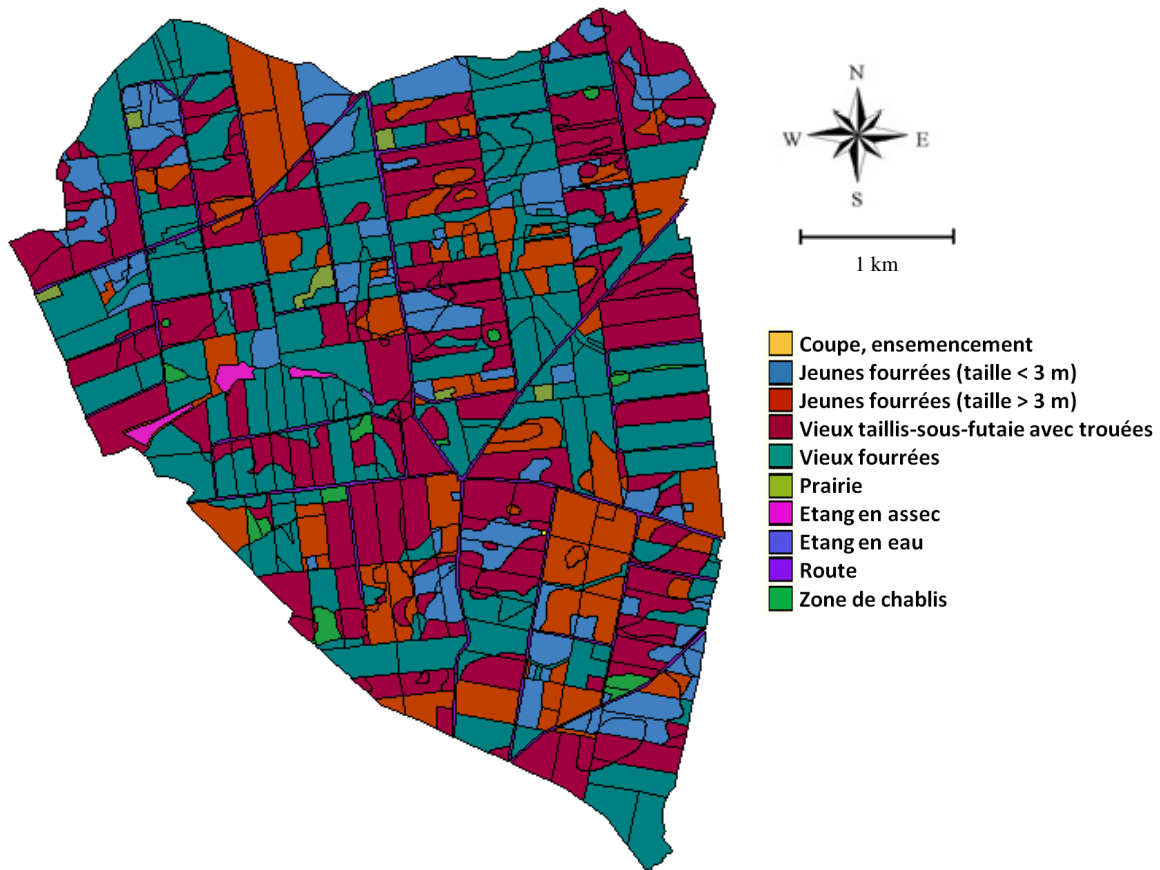 N
W E
S
1 km
Coupe, ensemencement
Jeunes fourrées (taille < 3 m)
Jeunes fourrées (taille > 3 m)
Vieux taillis-sous-futaie avec trouées
Vieux fourrées
Prairie
Etang en assec
Etang en eau
Route
Zone de chablis